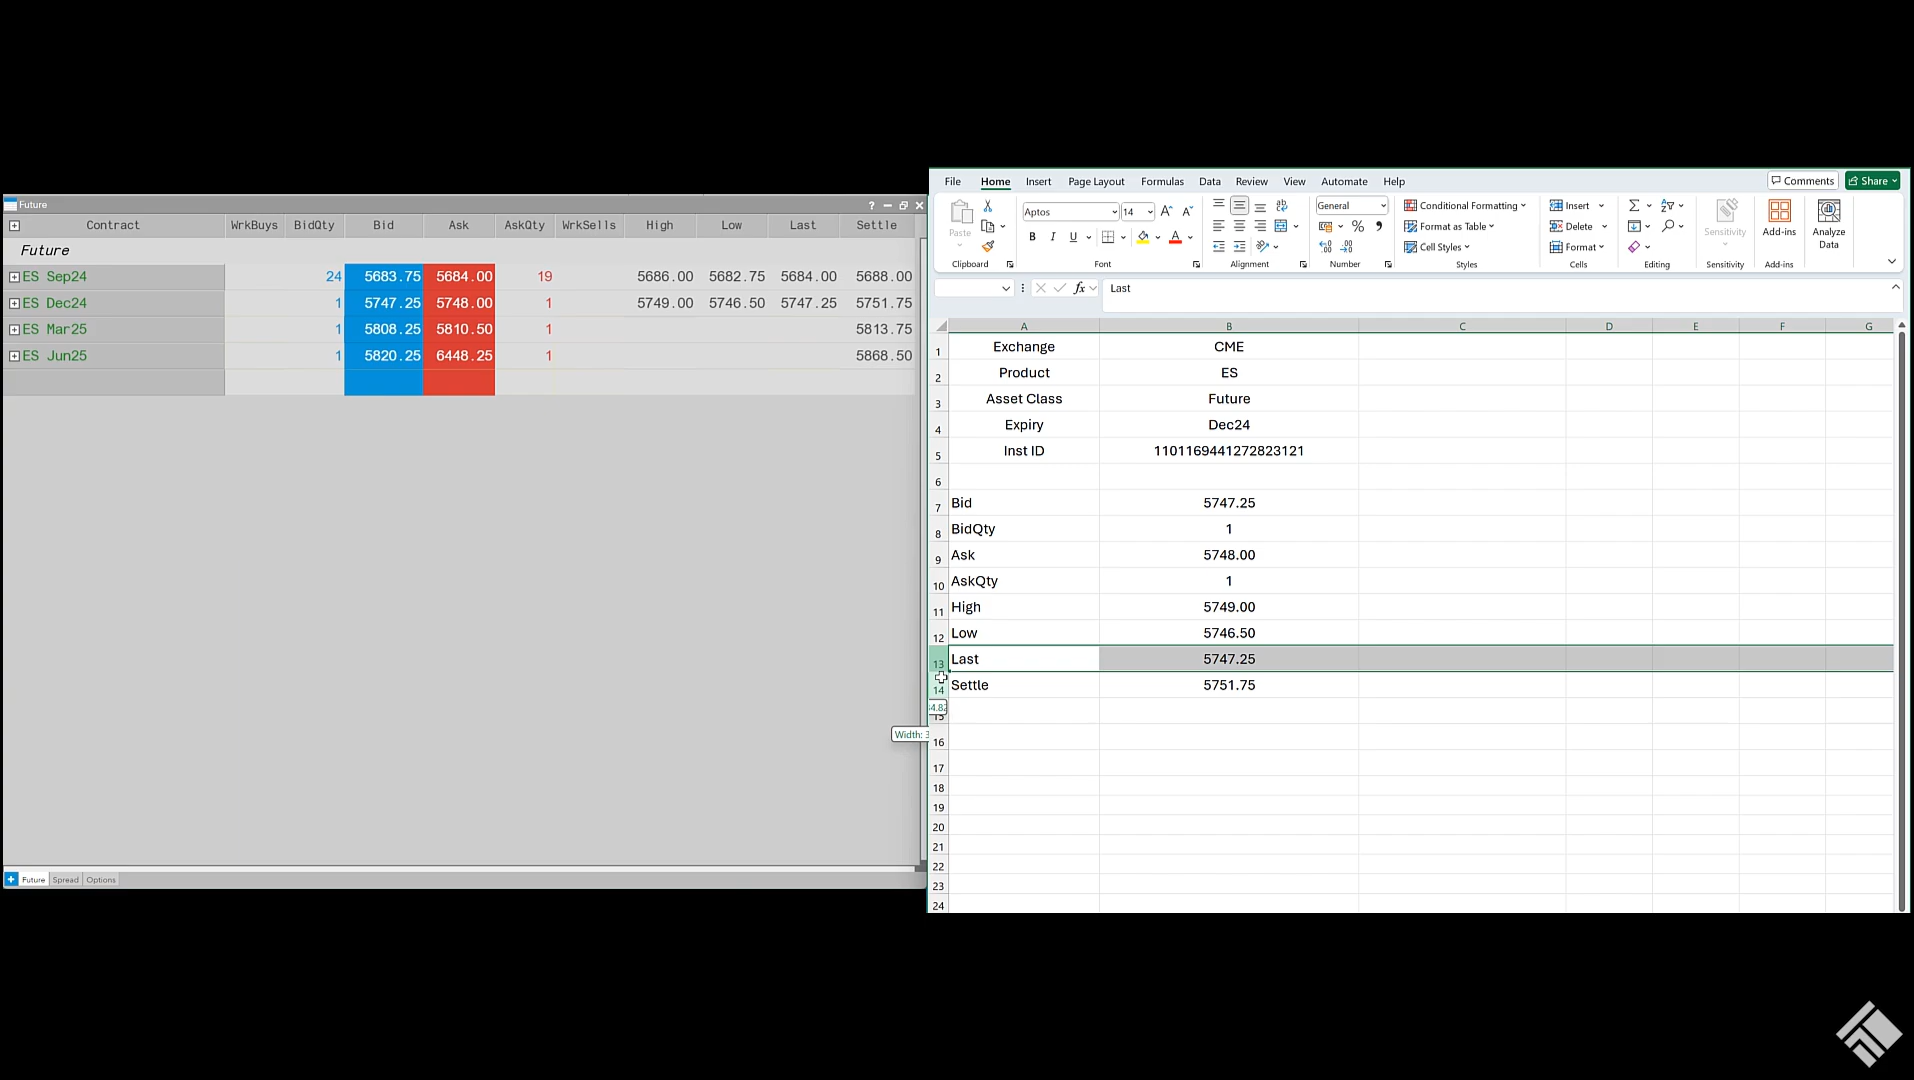 Future ?
Contract WrkBuys BidQty Bid Ask AskQty WrkSells High Low Last Settle
Future
ES Sep24 24 5683.75 5684.00 19 5686.00 5682.75 5684.00 5688.00
ES Dec24 1 5747.25 5748.00 1 5749.00 5746.50 5747.25 5751.75
ES Mar25 1 5808.25 5810.50 1 5813.75
ES Jun25 1 5820.25 6448.25 1 5868.50
Future Spread Options
File Home Insert Page Layout Formulas Data Review View Automate Help Comments Share
Paste
Clipboard
Aptos 14
B I U
Font
Alignment
General
Number
Conditional Formatting
Format as Table
Cell Styles
Styles
Insert
Delete
Format
Cells
Editing
Sensitivity
Sensitivity
Add-ins
Add-ins
Analyze
Data
fx Last
A B C D E F G
1 Exchange CME
2 Product ES
3 Asset Class Future
4 Expiry Dec24
5 Inst ID 1101169441272823121
6
7 Bid 5747.25
8 BidQty 1
9 Ask 5748.00
10 AskQty 1
11 High 5749.00
12 Low 5746.50
13 Last 5747.25
14 Settle 5751.75
15
Width: 3
16
17
18
19
20
21
22
23
24